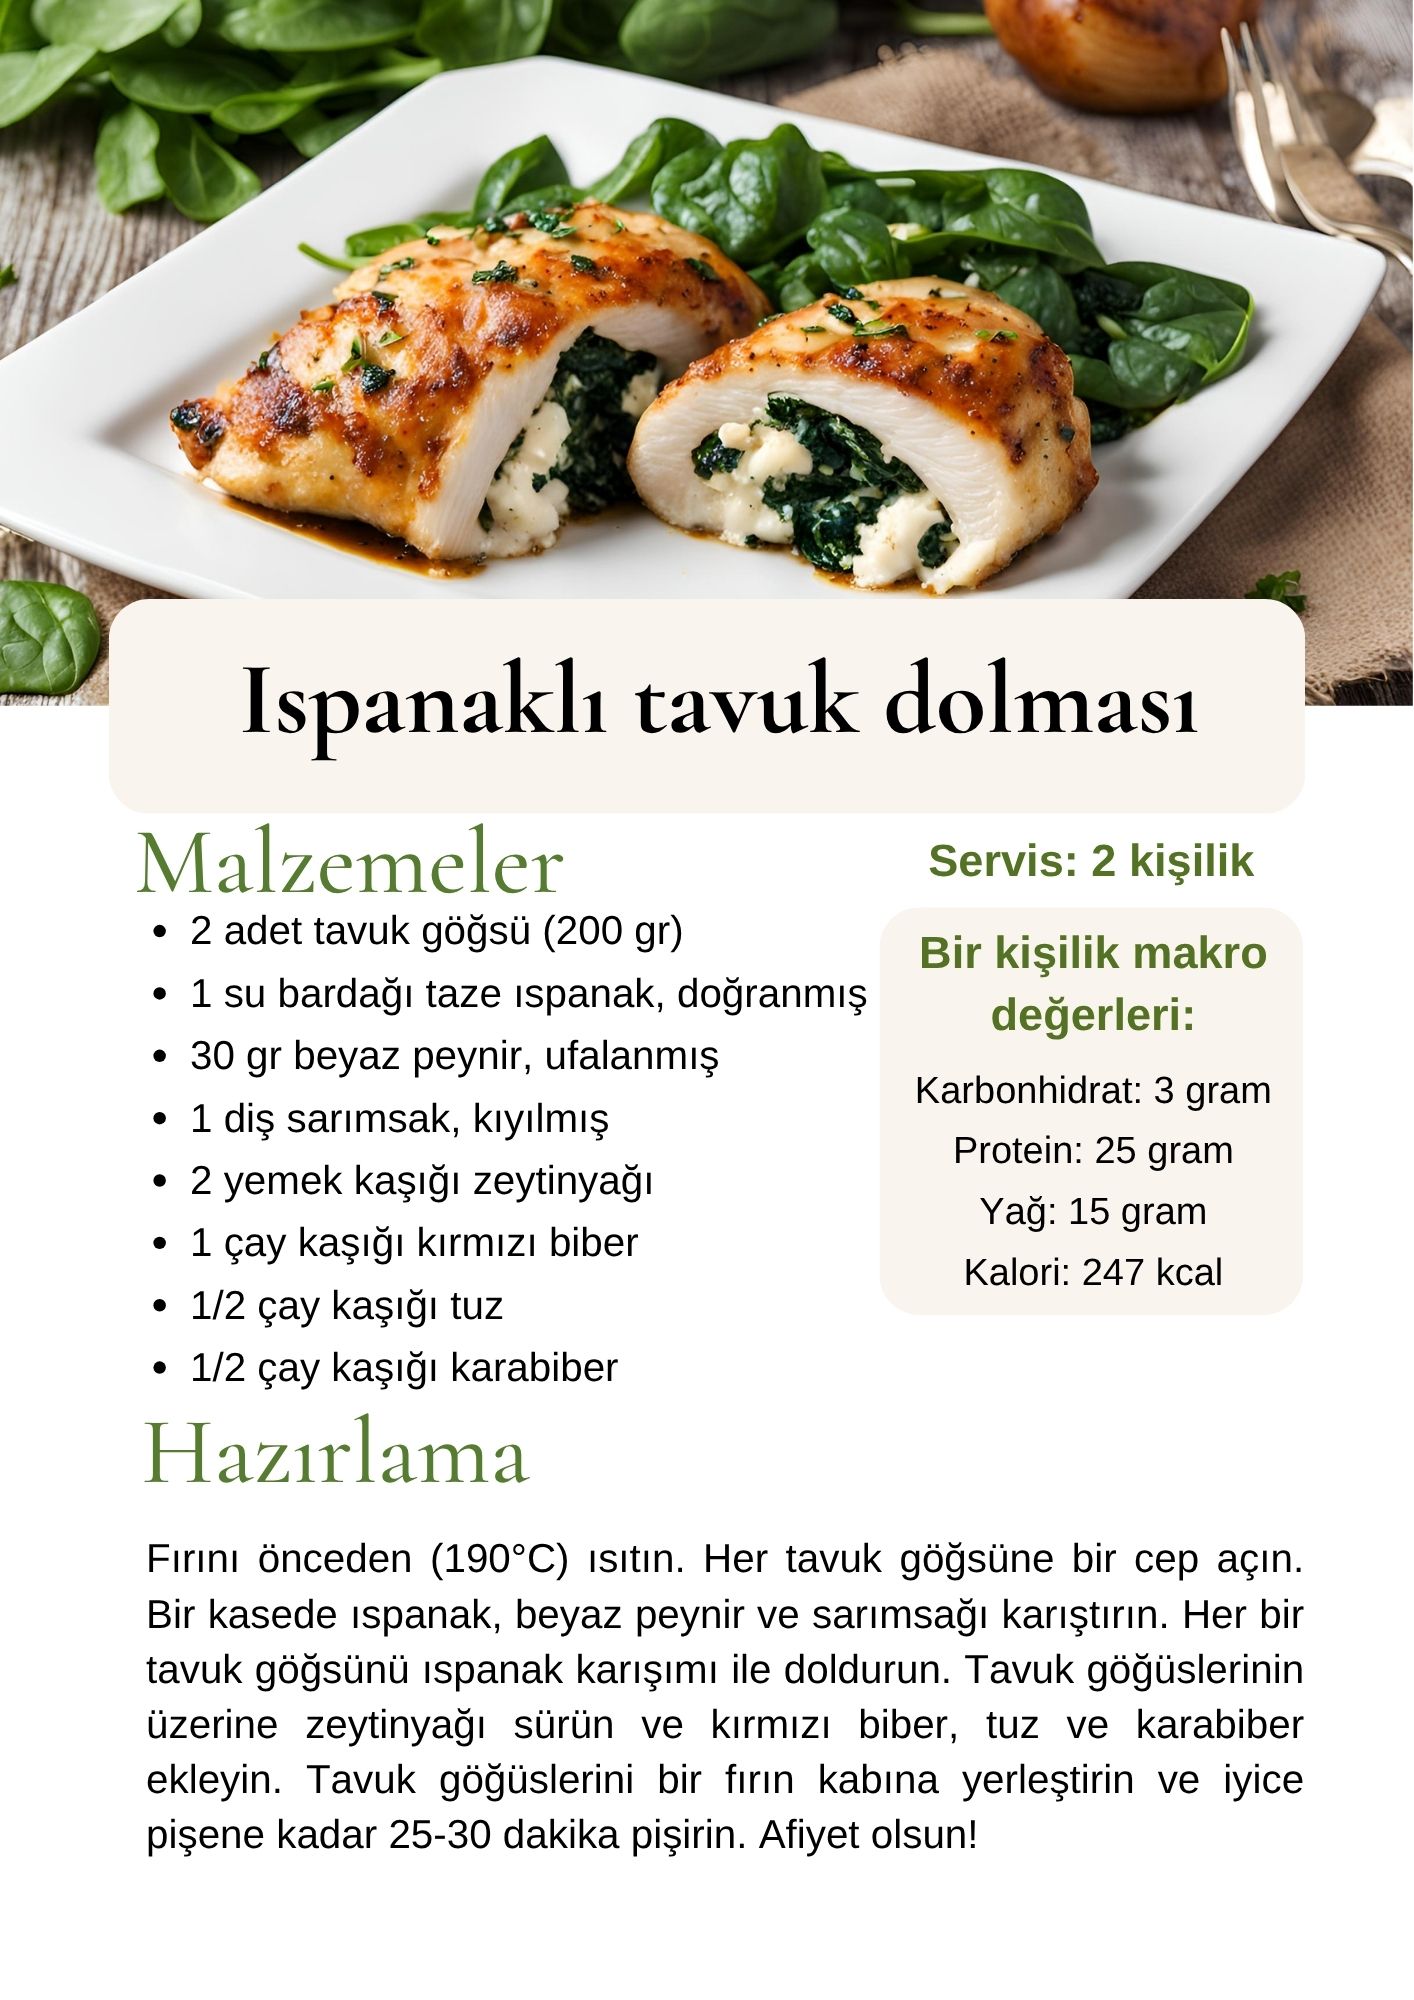 Ispanaklı tavuk dolması
Malzemeler
• 2 adet tavuk göğsü (200 gr)
• 1 su bardağı taze ıspanak, doğranmış
• 30 gr beyaz peynir, ufalanmış
• 1 diş sarımsak, kıyılmış
• 2 yemek kaşığı zeytinyağı
• 1 çay kaşığı kırmızı biber
• 1/2 çay kaşığı tuz
• 1/2 çay kaşığı karabiber
Servis: 2 kişilik
Bir kişilik makro
değerleri:
Karbonhidrat: 3 gram
Protein: 25 gram
Yağ: 15 gram
Kalori: 247 kcal
Hazırlama
Fırını önceden (190°C) ısıtın. Her tavuk göğsüne bir cep açın.
Bir kasede ıspanak, beyaz peynir ve sarımsağı karıştırın. Her bir
tavuk göğsünü ıspanak karışımı ile doldurun. Tavuk göğüslerinin
üzerine zeytinyağı sürün ve kırmızı biber, tuz ve karabiber
ekleyin. Tavuk göğüslerini bir fırın kabına yerleştirin ve iyice
pişene kadar 25-30 dakika pişirin. Afiyet olsun!